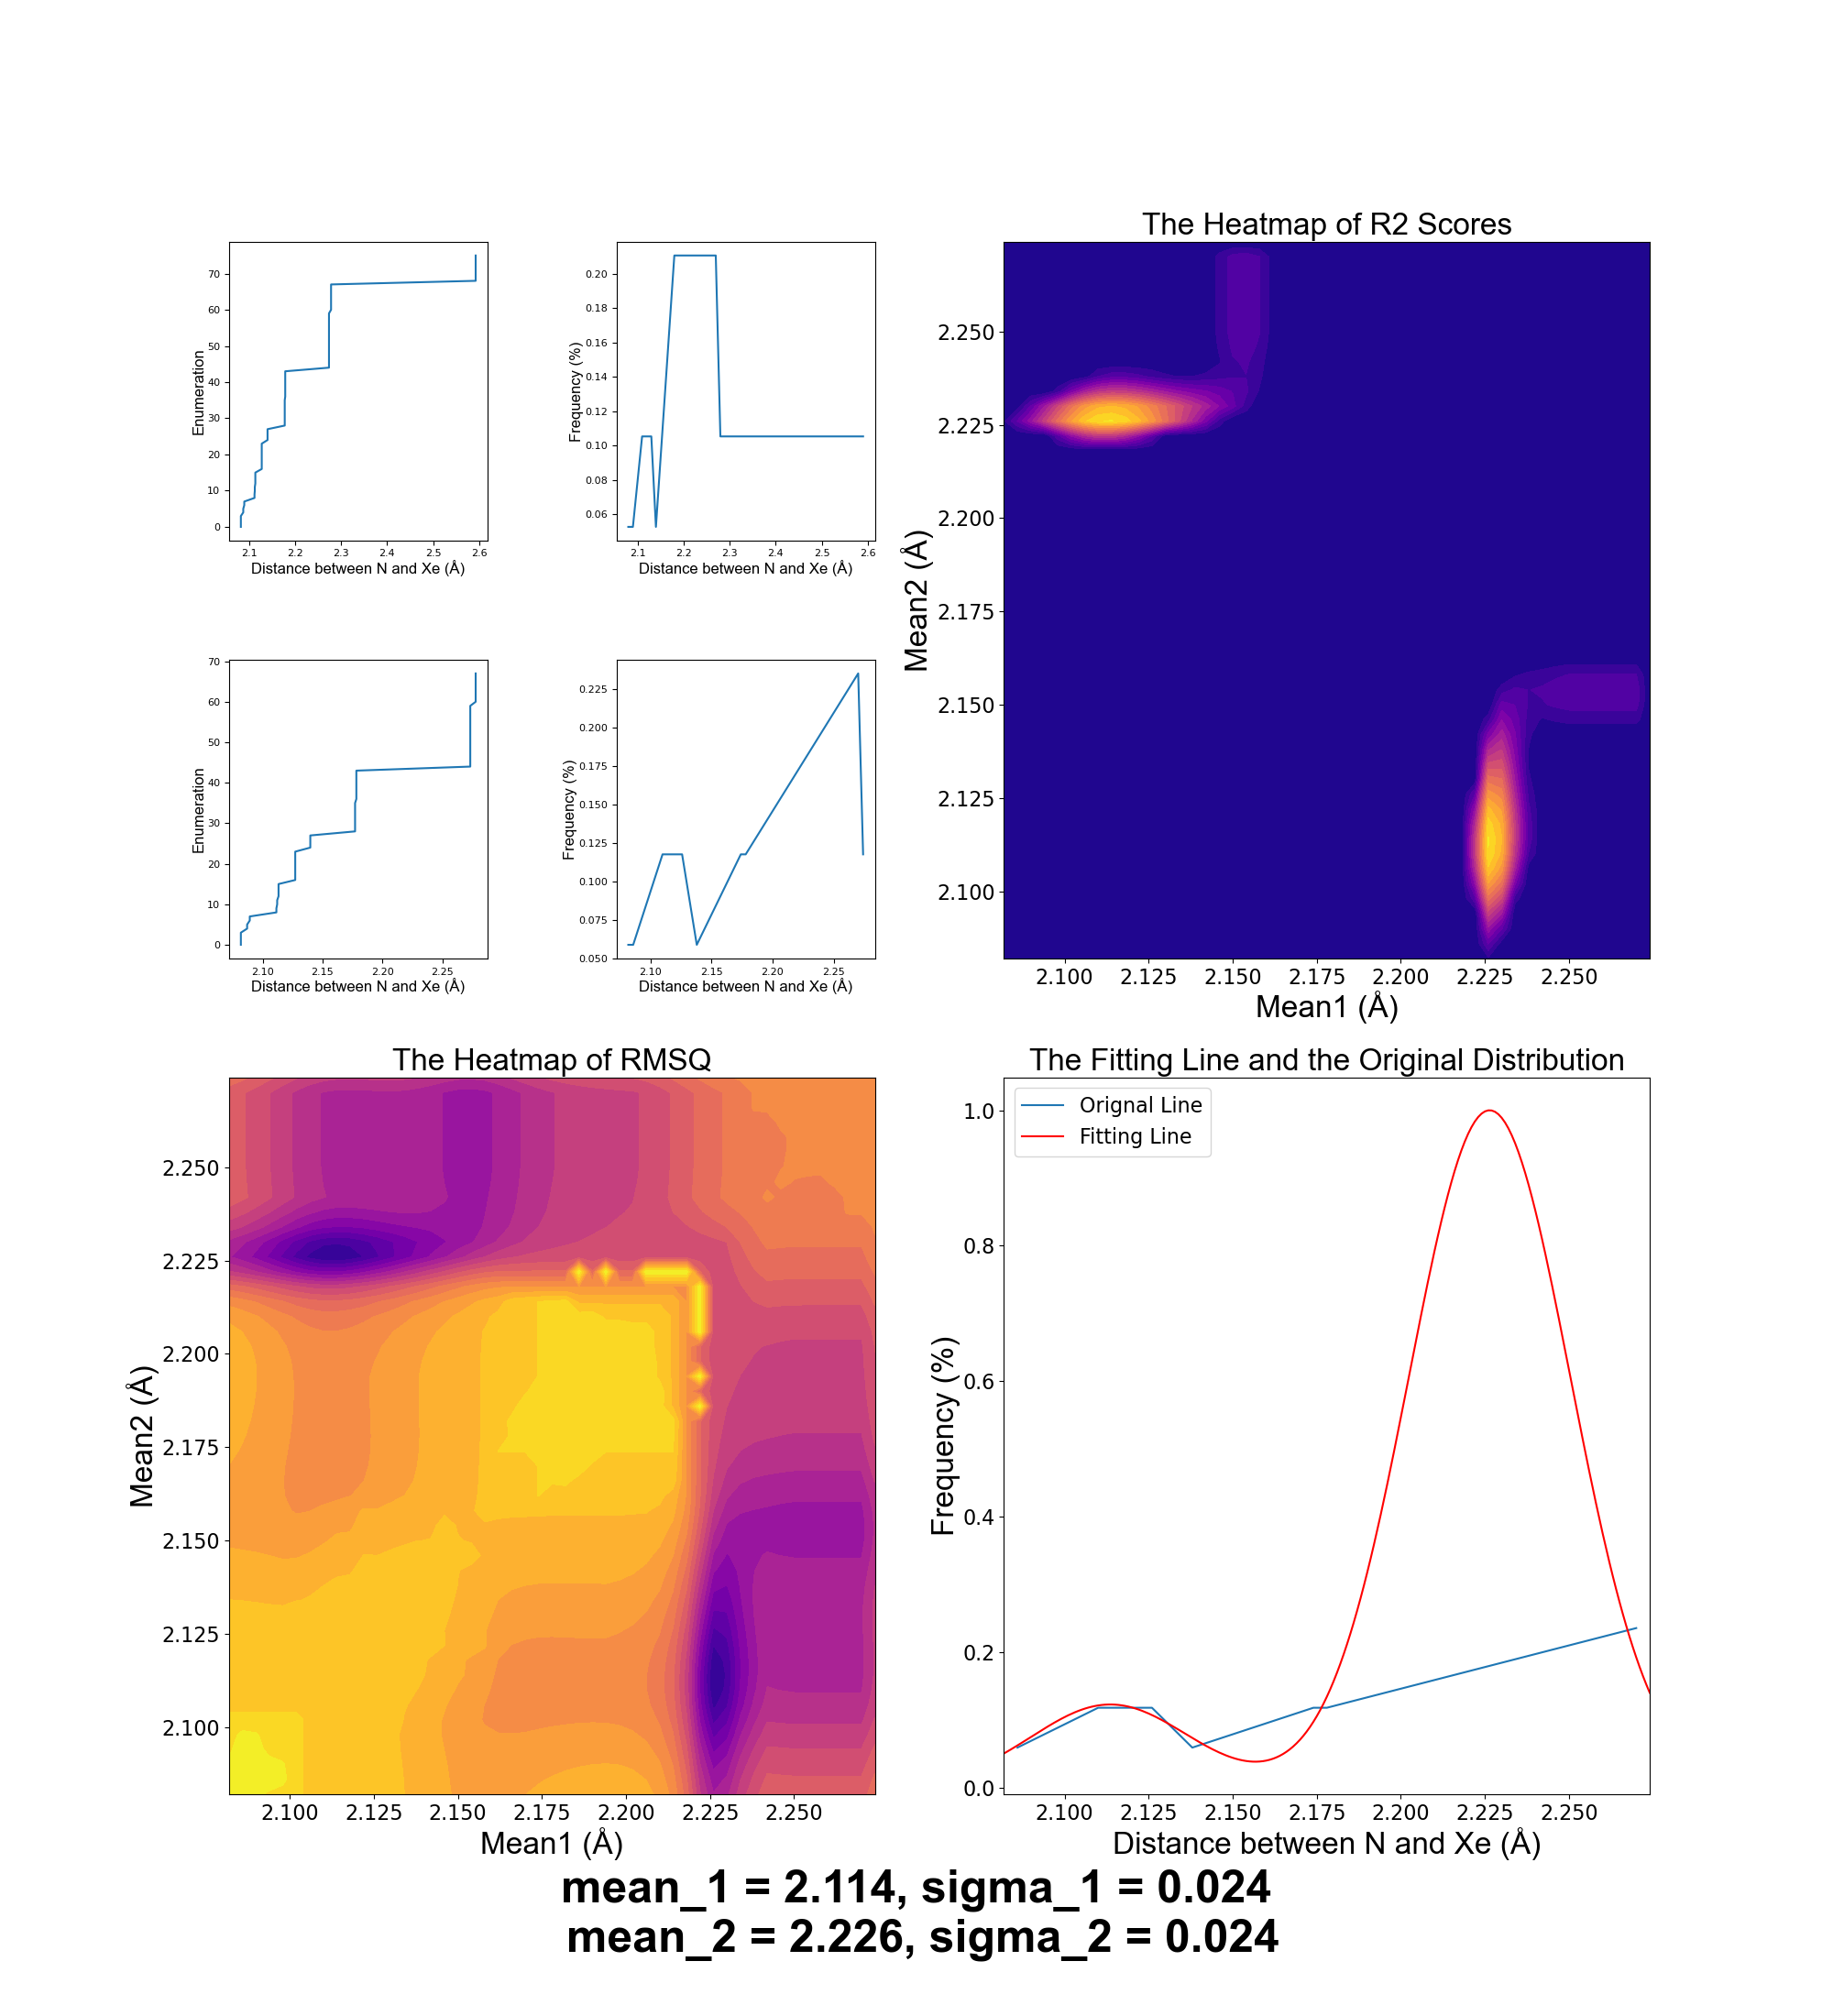 The Heatmap of R2 Scores
Enumeration
70
60
50
40
30
20
10
0
2.1 2.2 2.3 2.4 2.5 2.6
Distance between N and Xe (Å)
Frequency (%)
0.20
0.18
0.16
0.14
0.12
0.10
0.08
0.06
2.1 2.2 2.3 2.4 2.5 2.6
Distance between N and Xe (Å)
Mean2 (Å)
2.250
2.225
2.200
2.175
2.150
2.125
2.100
2.100 2.125 2.150 2.175 2.200 2.225 2.250
Mean1 (Å)
Enumeration
70
60
50
40
30
20
10
0
2.10 2.15 2.20 2.25
Distance between N and Xe (Å)
Frequency (%)
0.225
0.200
0.175
0.150
0.125
0.100
0.075
0.050
2.10 2.15 2.20 2.25
Distance between N and Xe (Å)
The Heatmap of RMSQ
Mean2 (Å)
2.250
2.225
2.200
2.175
2.150
2.125
2.100
2.100 2.125 2.150 2.175 2.200 2.225 2.250
Mean1 (Å)
The Fitting Line and the Original Distribution
Orignal Line
Fitting Line
Frequency (%)
1.0
0.8
0.6
0.4
0.2
0.0
2.100 2.125 2.150 2.175 2.200 2.225 2.250
Distance between N and Xe (Å)
mean_1 = 2.114, sigma_1 = 0.024
mean_2 = 2.226, sigma_2 = 0.024